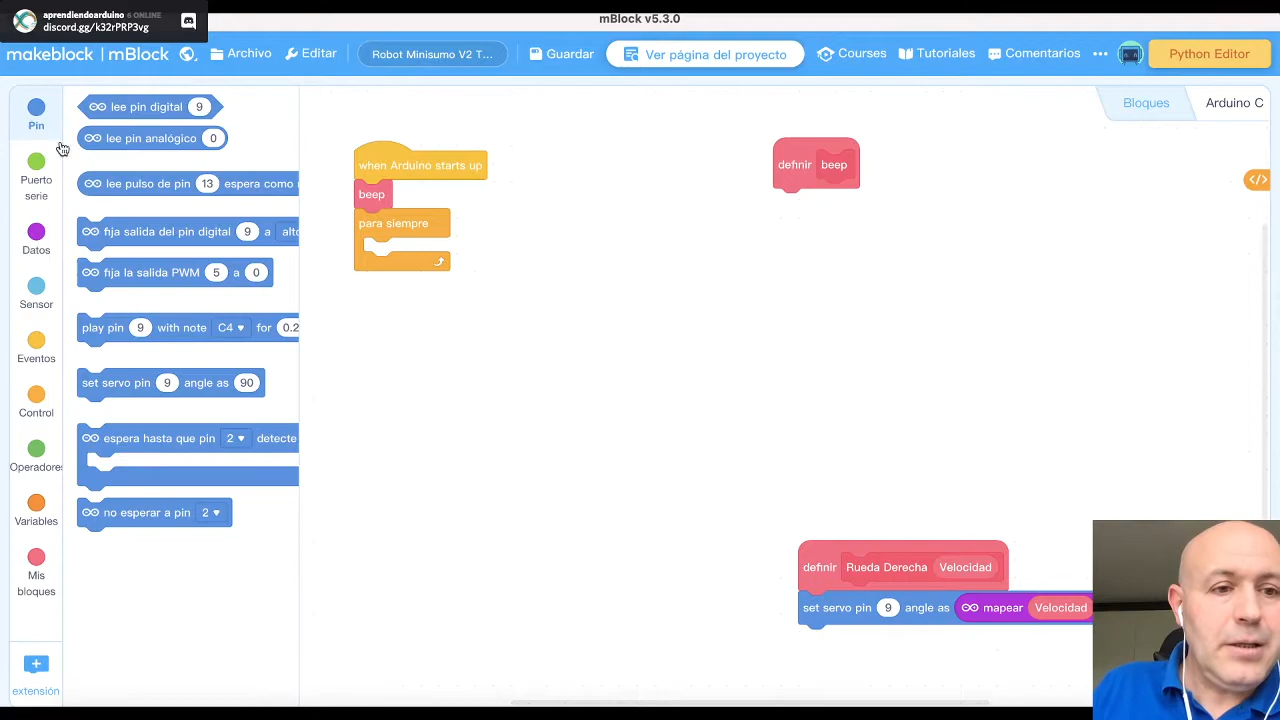 aprendiendoarduino 6 ONLINE
discord.gg/k32rPRP3vg
mBlock v5.3.0
makeblock | mBlock
Archivo
Editar
Robot Minisumo V2 T...
Guardar
Ver página del proyecto
Courses
Tutoriales
Comentarios
Python Editor
Pin
Puerto serie
Datos
Sensor
Eventos
Control
Operadores
Variables
Mis bloques
extensión
lee pin digital 9
lee pin analógico 0
lee pulso de pin 13 espera como
fija salida del pin digital 9 a alto
fija la salida PWM 5 a 0
play pin 9 with note C4 for 0.2
set servo pin 9 angle as 90
espera hasta que pin 2 detecte
no esperar a pin 2
when Arduino starts up
beep
para siempre
definir beep
Bloques
Arduino C
</>
definir Rueda Derecha Velocidad
set servo pin 9 angle as mapear Velocidad